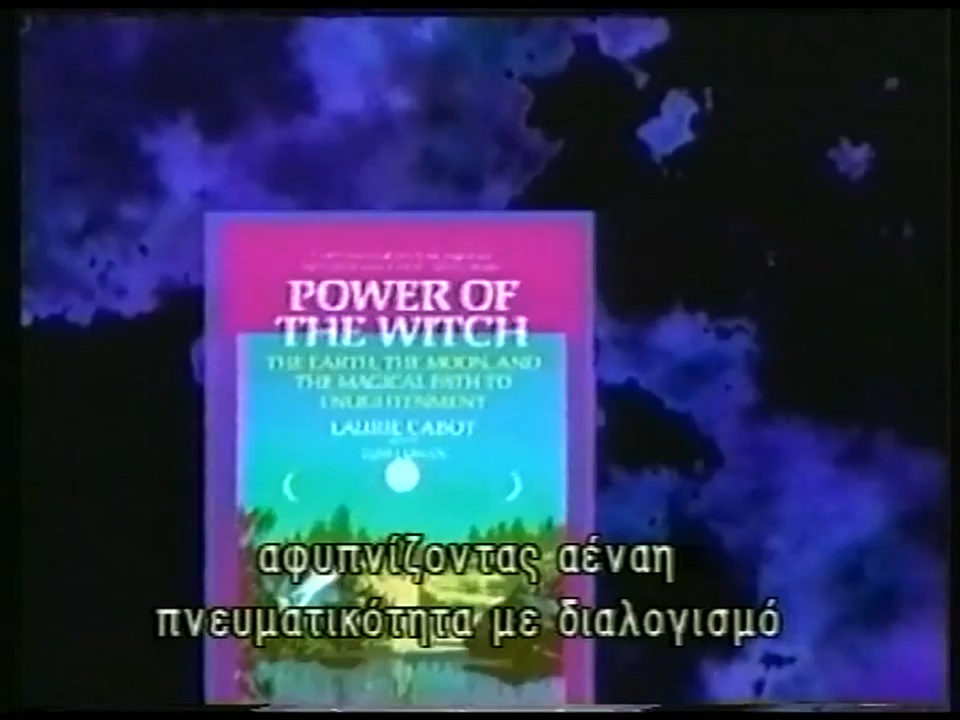 POWER OF
THE WITCH
THE EARTH, THE MOON, AND
THE MAGICAL PATH TO
ENLIGHTENMENT
LAURIE CABOT
αφυπνίζοντας αέναη
πνευματικότητα με διαλογισμό